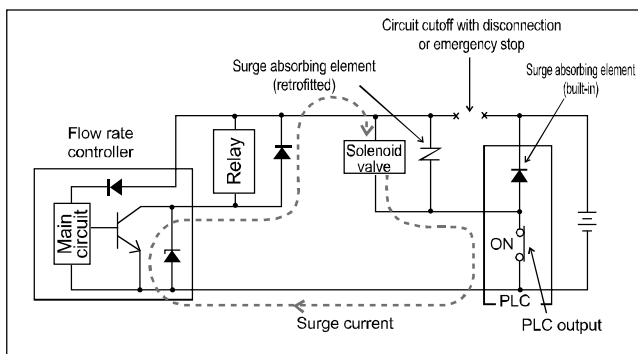 Circuit cutoff with disconnection
or emergency stop
Surge absorbing element
(retrofitted)
Surge absorbing element
(built-in)
Flow rate
controller
Relay
Solenoid
valve
Main
circuit
ON
PLC
Surge current
PLC output